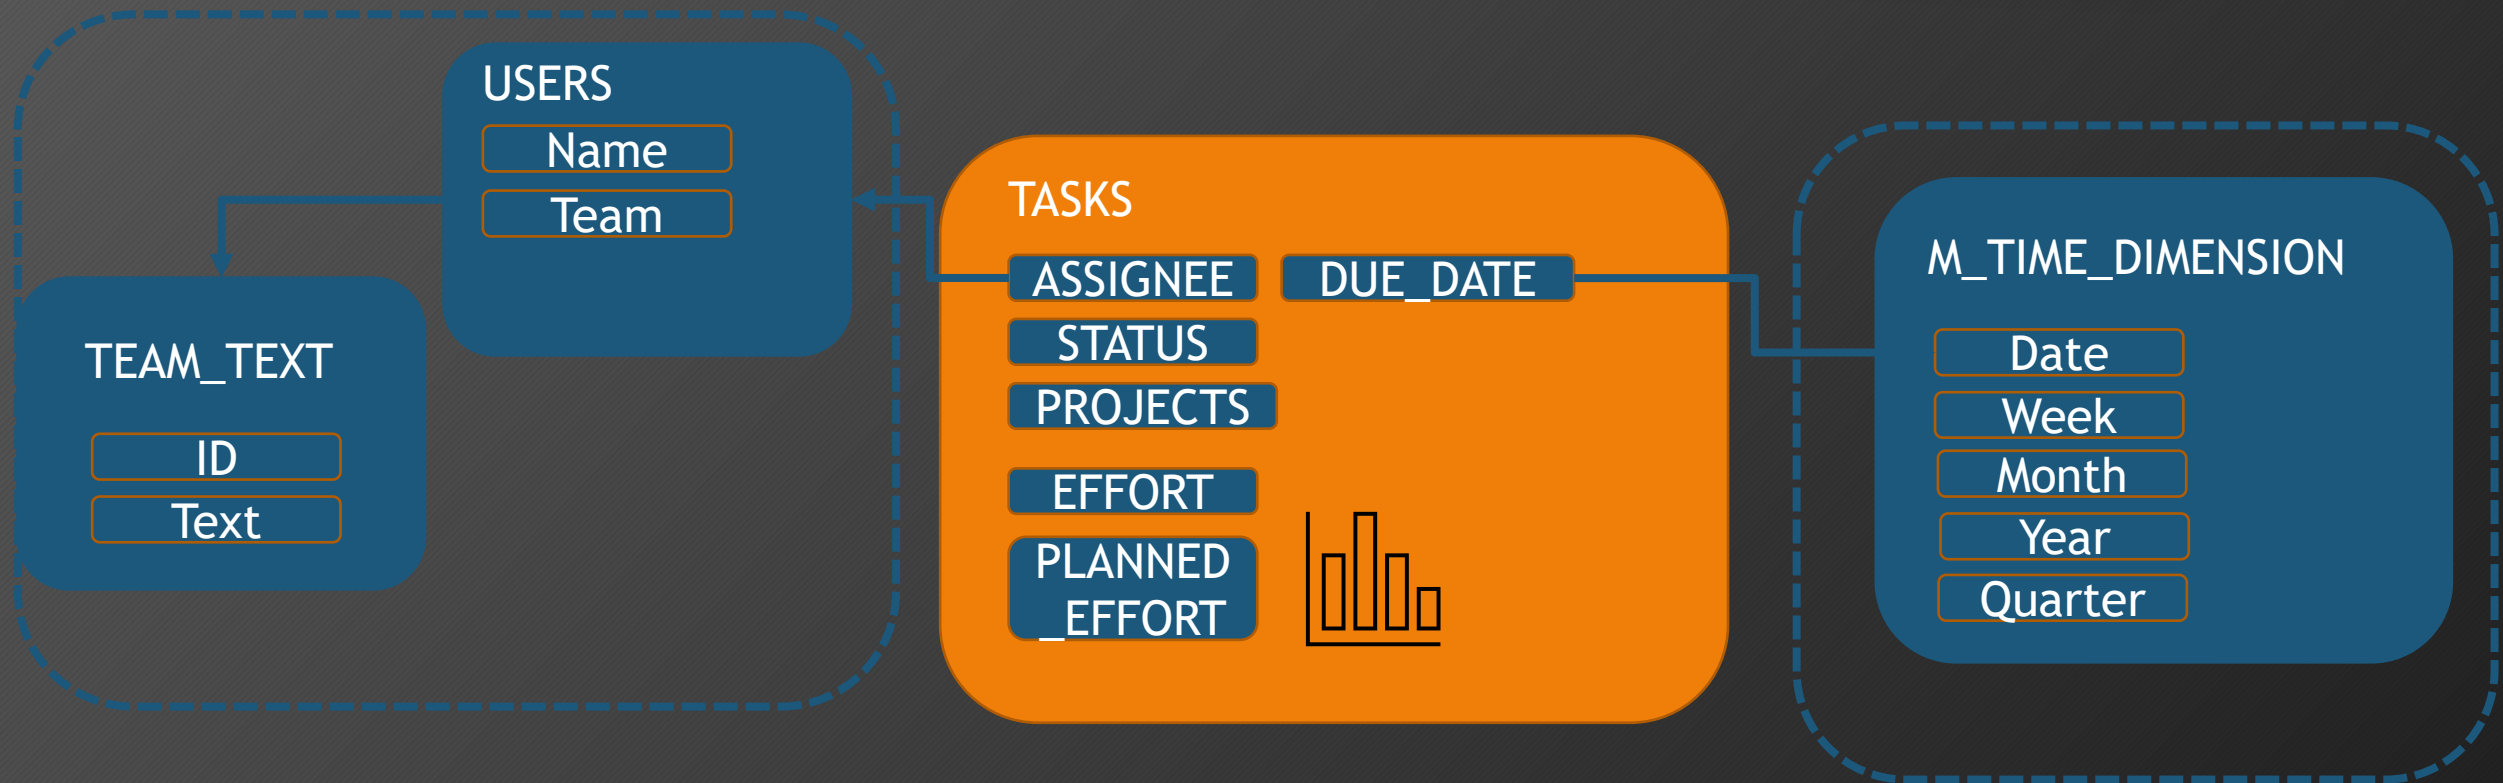 USERS
Name
Team
TEAM_TEXT
ID
Text
TASKS
ASSIGNEE
DUE_DATE
STATUS
PROJECTS
EFFORT
PLANNED
_EFFORT
M_TIME_DIMENSION
Date
Week
Month
Year
Quarter